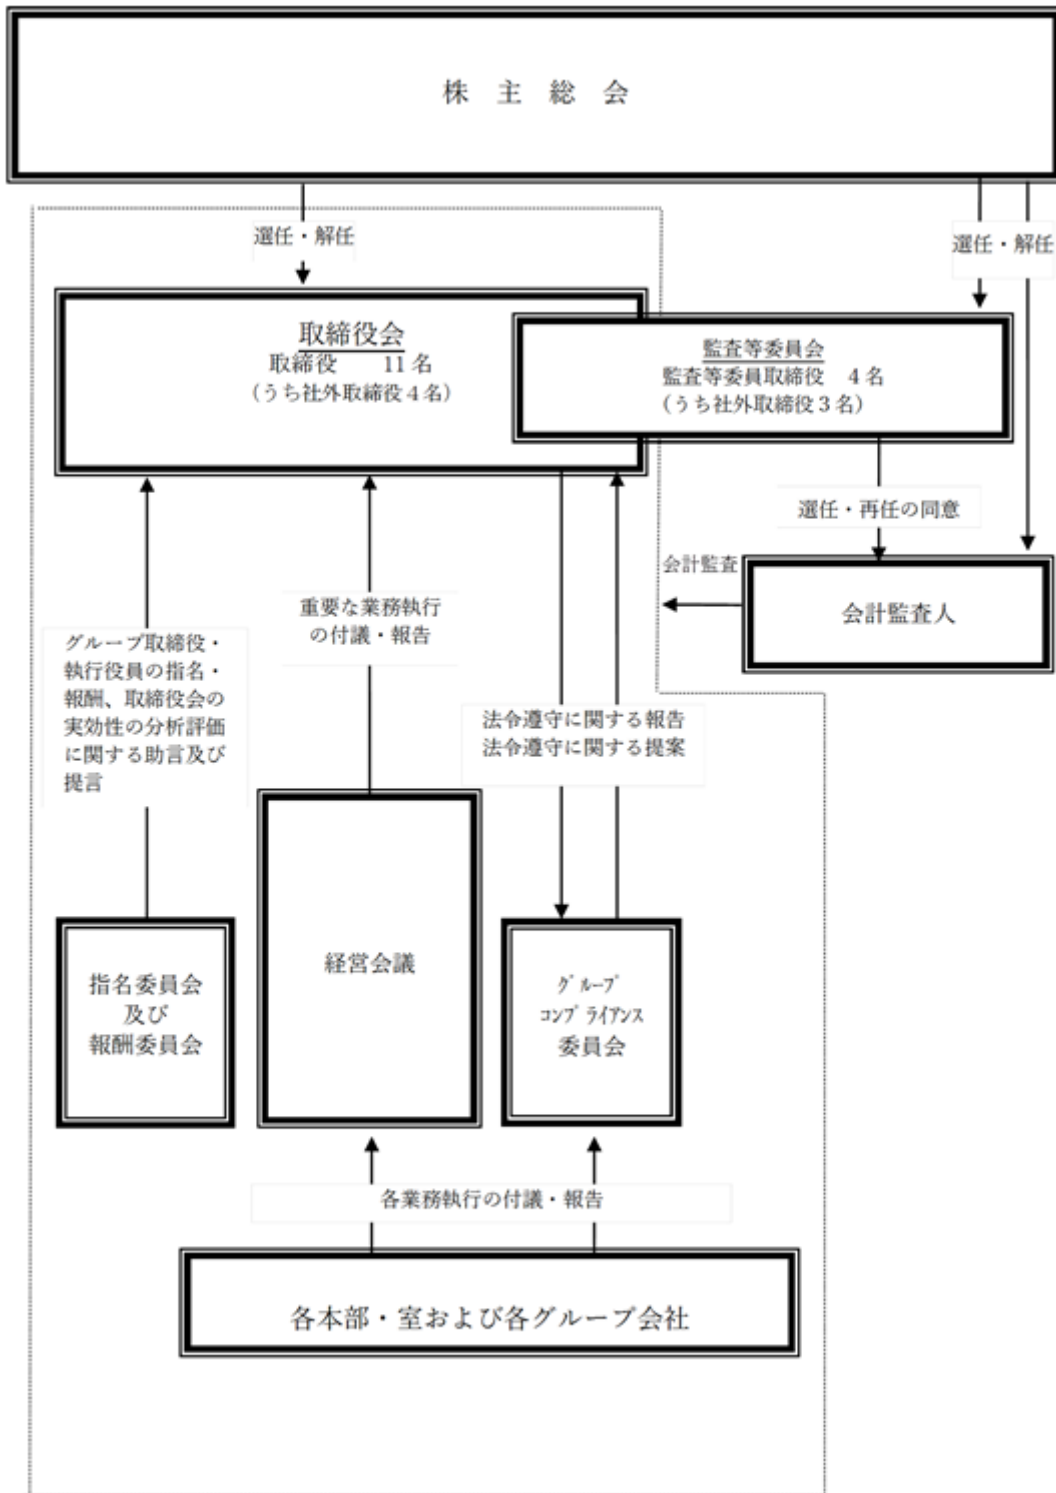 株 主 総 会
選任・解任
選任・解任
取締役会
取締役 11 名
(うち社外取締役 4 名)
監査等委員会
監査等委員取締役 4 名
(うち社外取締役 3 名)
選任・再任の同意
会計監査
会計監査人
重要な業務執行
の付議・報告
グループ取締役・
執行役員の指名・
報酬、取締役会の
実効性の分析評価
に関する助言及び
提言
法令遵守に関する報告
法令遵守に関する提案
指名委員会
及び
報酬委員会
経営会議
グループ
コンプライアンス
委員会
各業務執行の付議・報告
各本部・室および各グループ会社